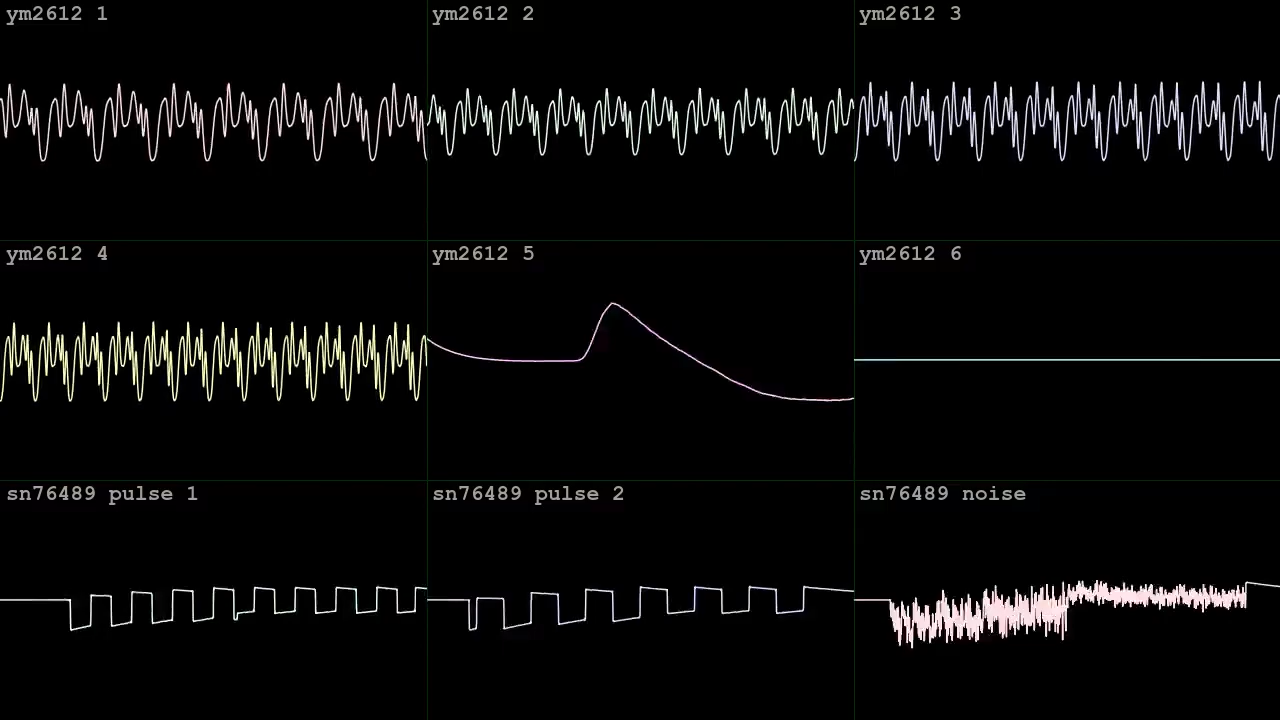 ym2612 1
ym2612 2
ym2612 3
ym2612 4
ym2612 5
ym2612 6
sn76489 pulse 1
sn76489 pulse 2
sn76489 noise